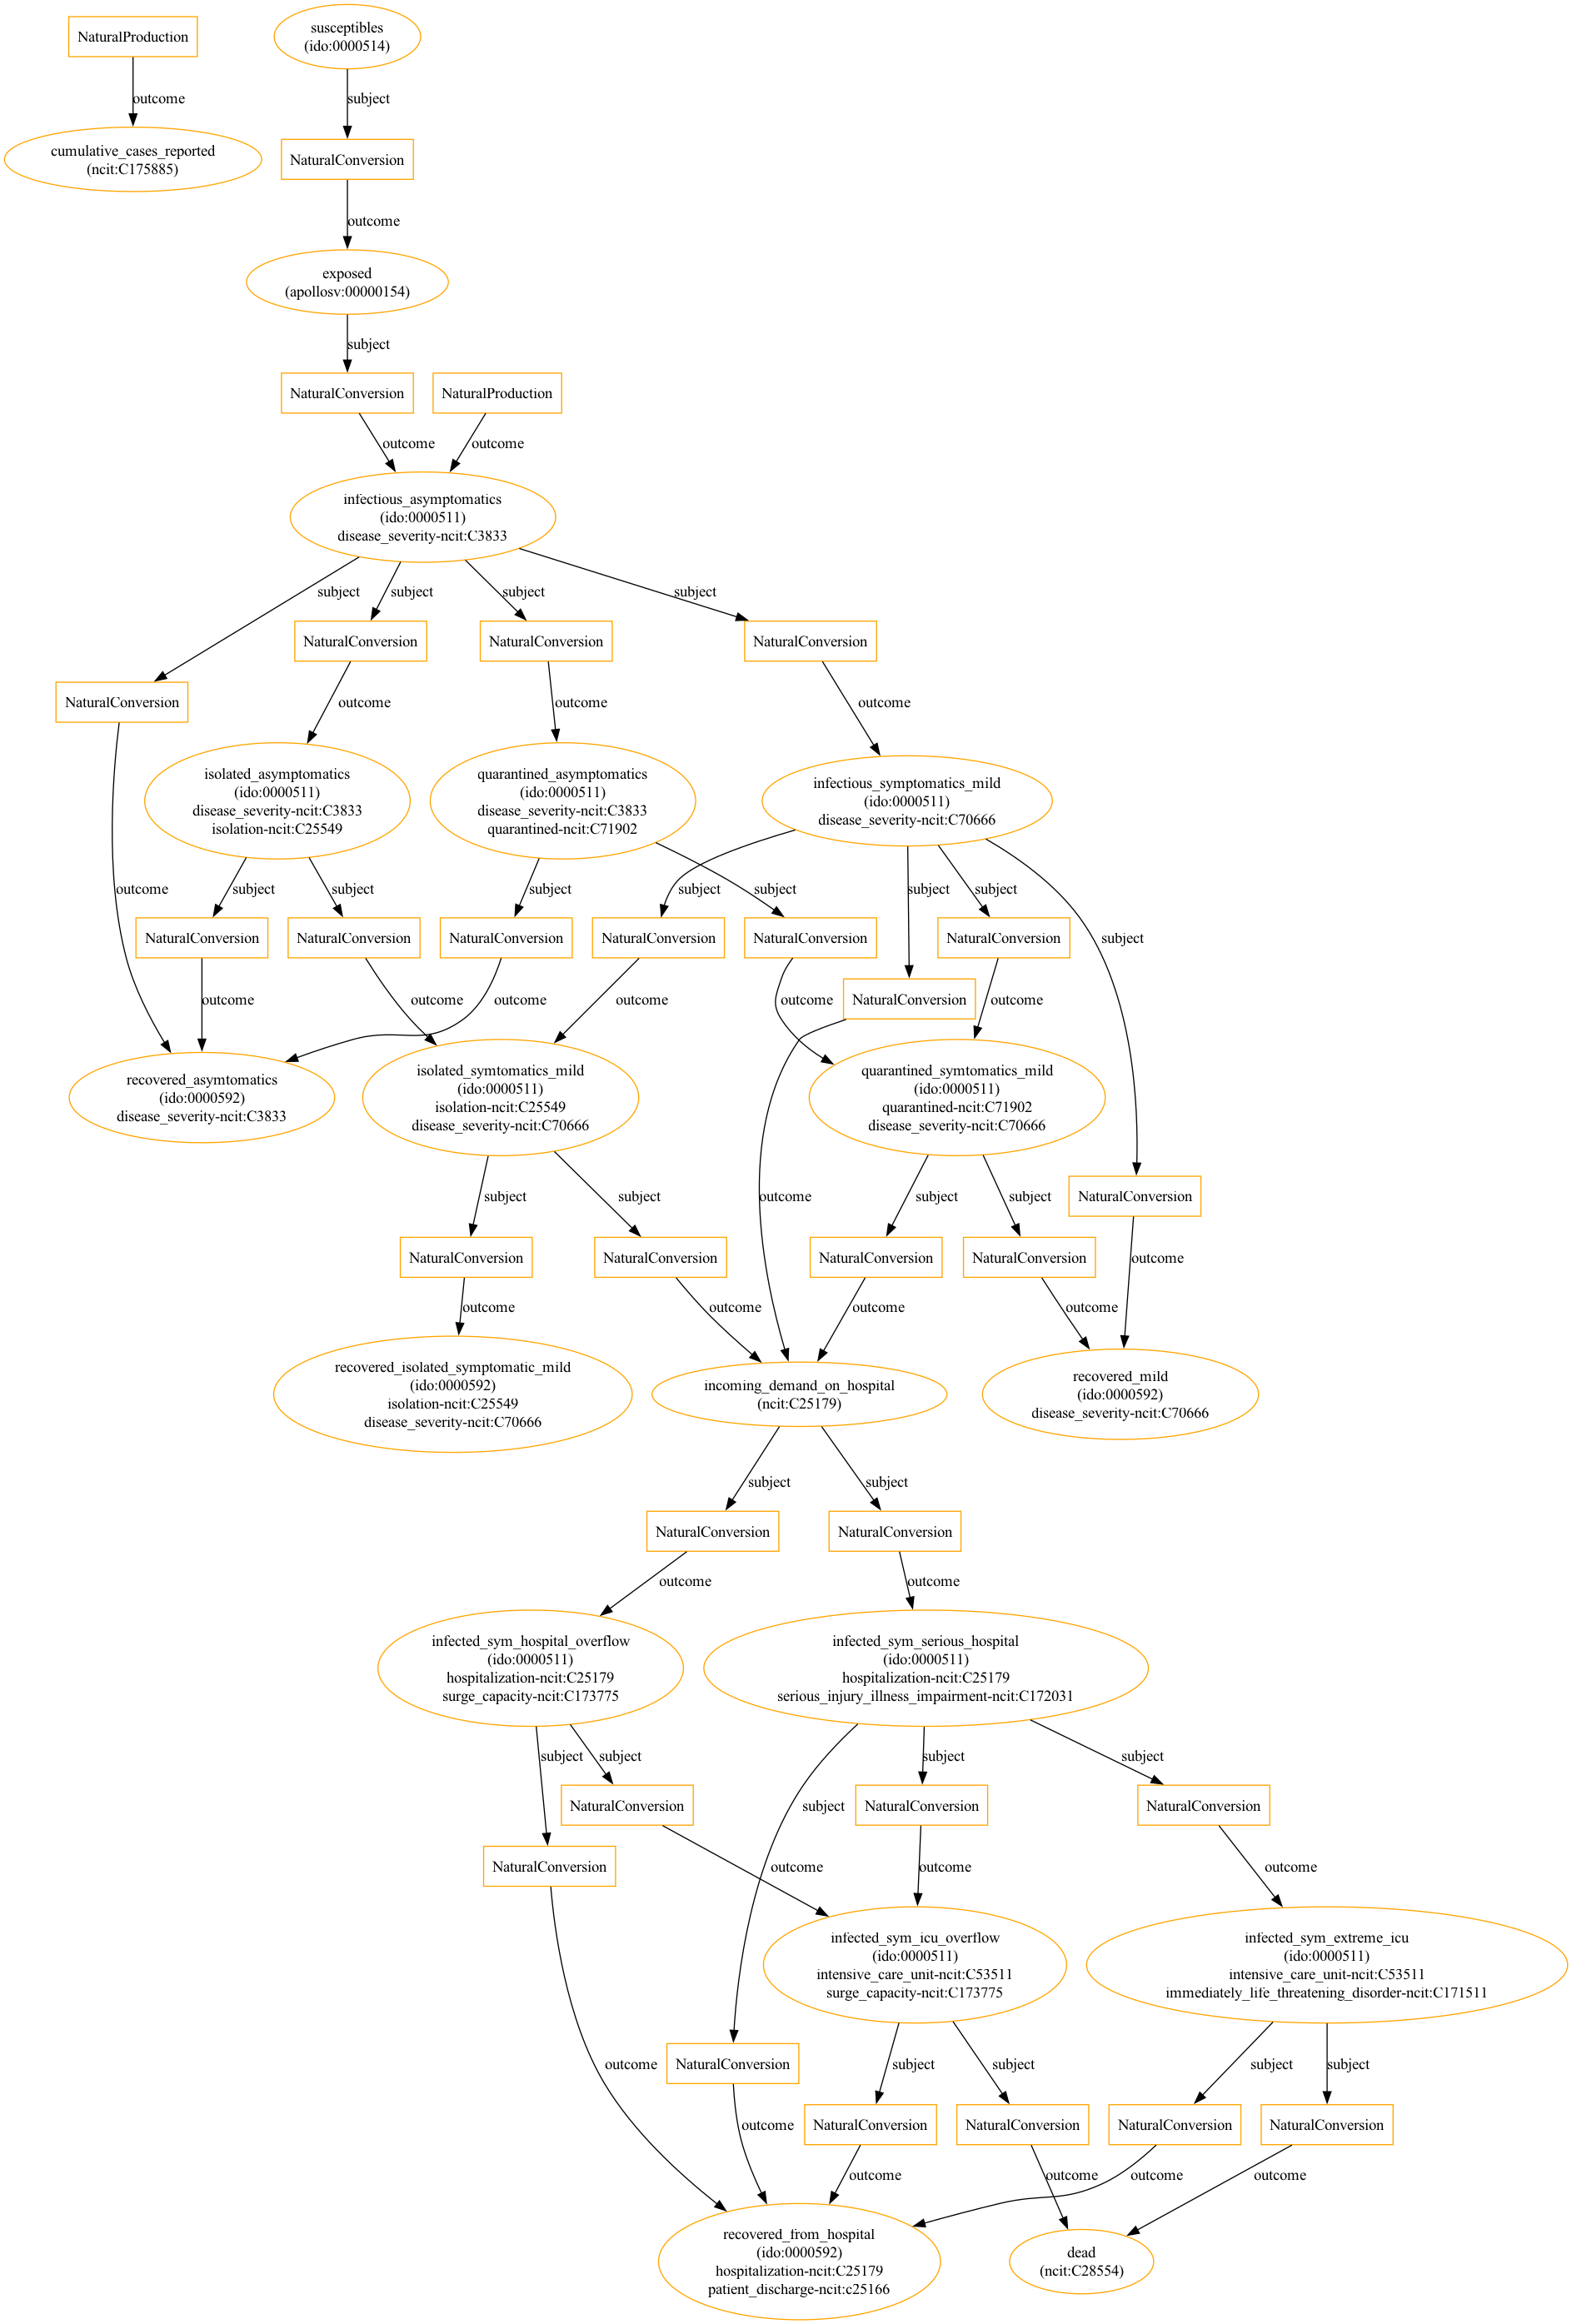 NaturalProduction
susceptibles
(ido:0000514)
outcome
subject
cumulative_cases_reported
(ncit:C175885)
NaturalConversion
outcome
exposed
(apollosv:00000154)
subject
NaturalConversion
NaturalProduction
outcome
outcome
infectious_asymptomatics
(ido:0000511)
disease_severity-ncit:C3833
subject
subject
subject
subject
NaturalConversion
NaturalConversion
NaturalConversion
NaturalConversion
outcome
outcome
outcome
isolated_asymptomatics
(ido:0000511)
disease_severity-ncit:C3833
isolation-ncit:C25549
quarantined_asymptomatics
(ido:0000511)
disease_severity-ncit:C3833
quarantined-ncit:C71902
infectious_symptomatics_mild
(ido:0000511)
disease_severity-ncit:C70666
outcome
subject
subject
subject
subject
subject
subject
subject
subject
NaturalConversion
NaturalConversion
NaturalConversion
NaturalConversion
NaturalConversion
NaturalConversion
NaturalConversion
outcome
outcome
outcome
outcome
outcome
outcome
recovered_asymtomatics
(ido:0000592)
disease_severity-ncit:C3833
isolated_symtomatics_mild
(ido:0000511)
isolation-ncit:C25549
disease_severity-ncit:C70666
quarantined_symtomatics_mild
(ido:0000511)
quarantined-ncit:C71902
disease_severity-ncit:C70666
subject
subject
outcome
subject
subject
NaturalConversion
NaturalConversion
NaturalConversion
NaturalConversion
NaturalConversion
outcome
outcome
outcome
outcome
outcome
recovered_isolated_symptomatic_mild
(ido:0000592)
isolation-ncit:C25549
disease_severity-ncit:C70666
incoming_demand_on_hospital
(ncit:C25179)
recovered_mild
(ido:0000592)
disease_severity-ncit:C70666
subject
subject
NaturalConversion
NaturalConversion
outcome
outcome
infected_sym_hospital_overflow
(ido:0000511)
hospitalization-ncit:C25179
surge_capacity-ncit:C173775
infected_sym_serious_hospital
(ido:0000511)
hospitalization-ncit:C25179
serious_injury_illness_impairment-ncit:C172031
subject
subject
subject
subject
subject
NaturalConversion
NaturalConversion
NaturalConversion
NaturalConversion
outcome
outcome
outcome
infected_sym_icu_overflow
(ido:0000511)
intensive_care_unit-ncit:C53511
surge_capacity-ncit:C173775
infected_sym_extreme_icu
(ido:0000511)
intensive_care_unit-ncit:C53511
immediately_life_threatening_disorder-ncit:C171511
outcome
NaturalConversion
subject
subject
subject
subject
NaturalConversion
NaturalConversion
NaturalConversion
NaturalConversion
outcome
outcome
outcome
outcome
outcome
recovered_from_hospital
(ido:0000592)
hospitalization-ncit:C25179
patient_discharge-ncit:c25166
dead
(ncit:C28554)